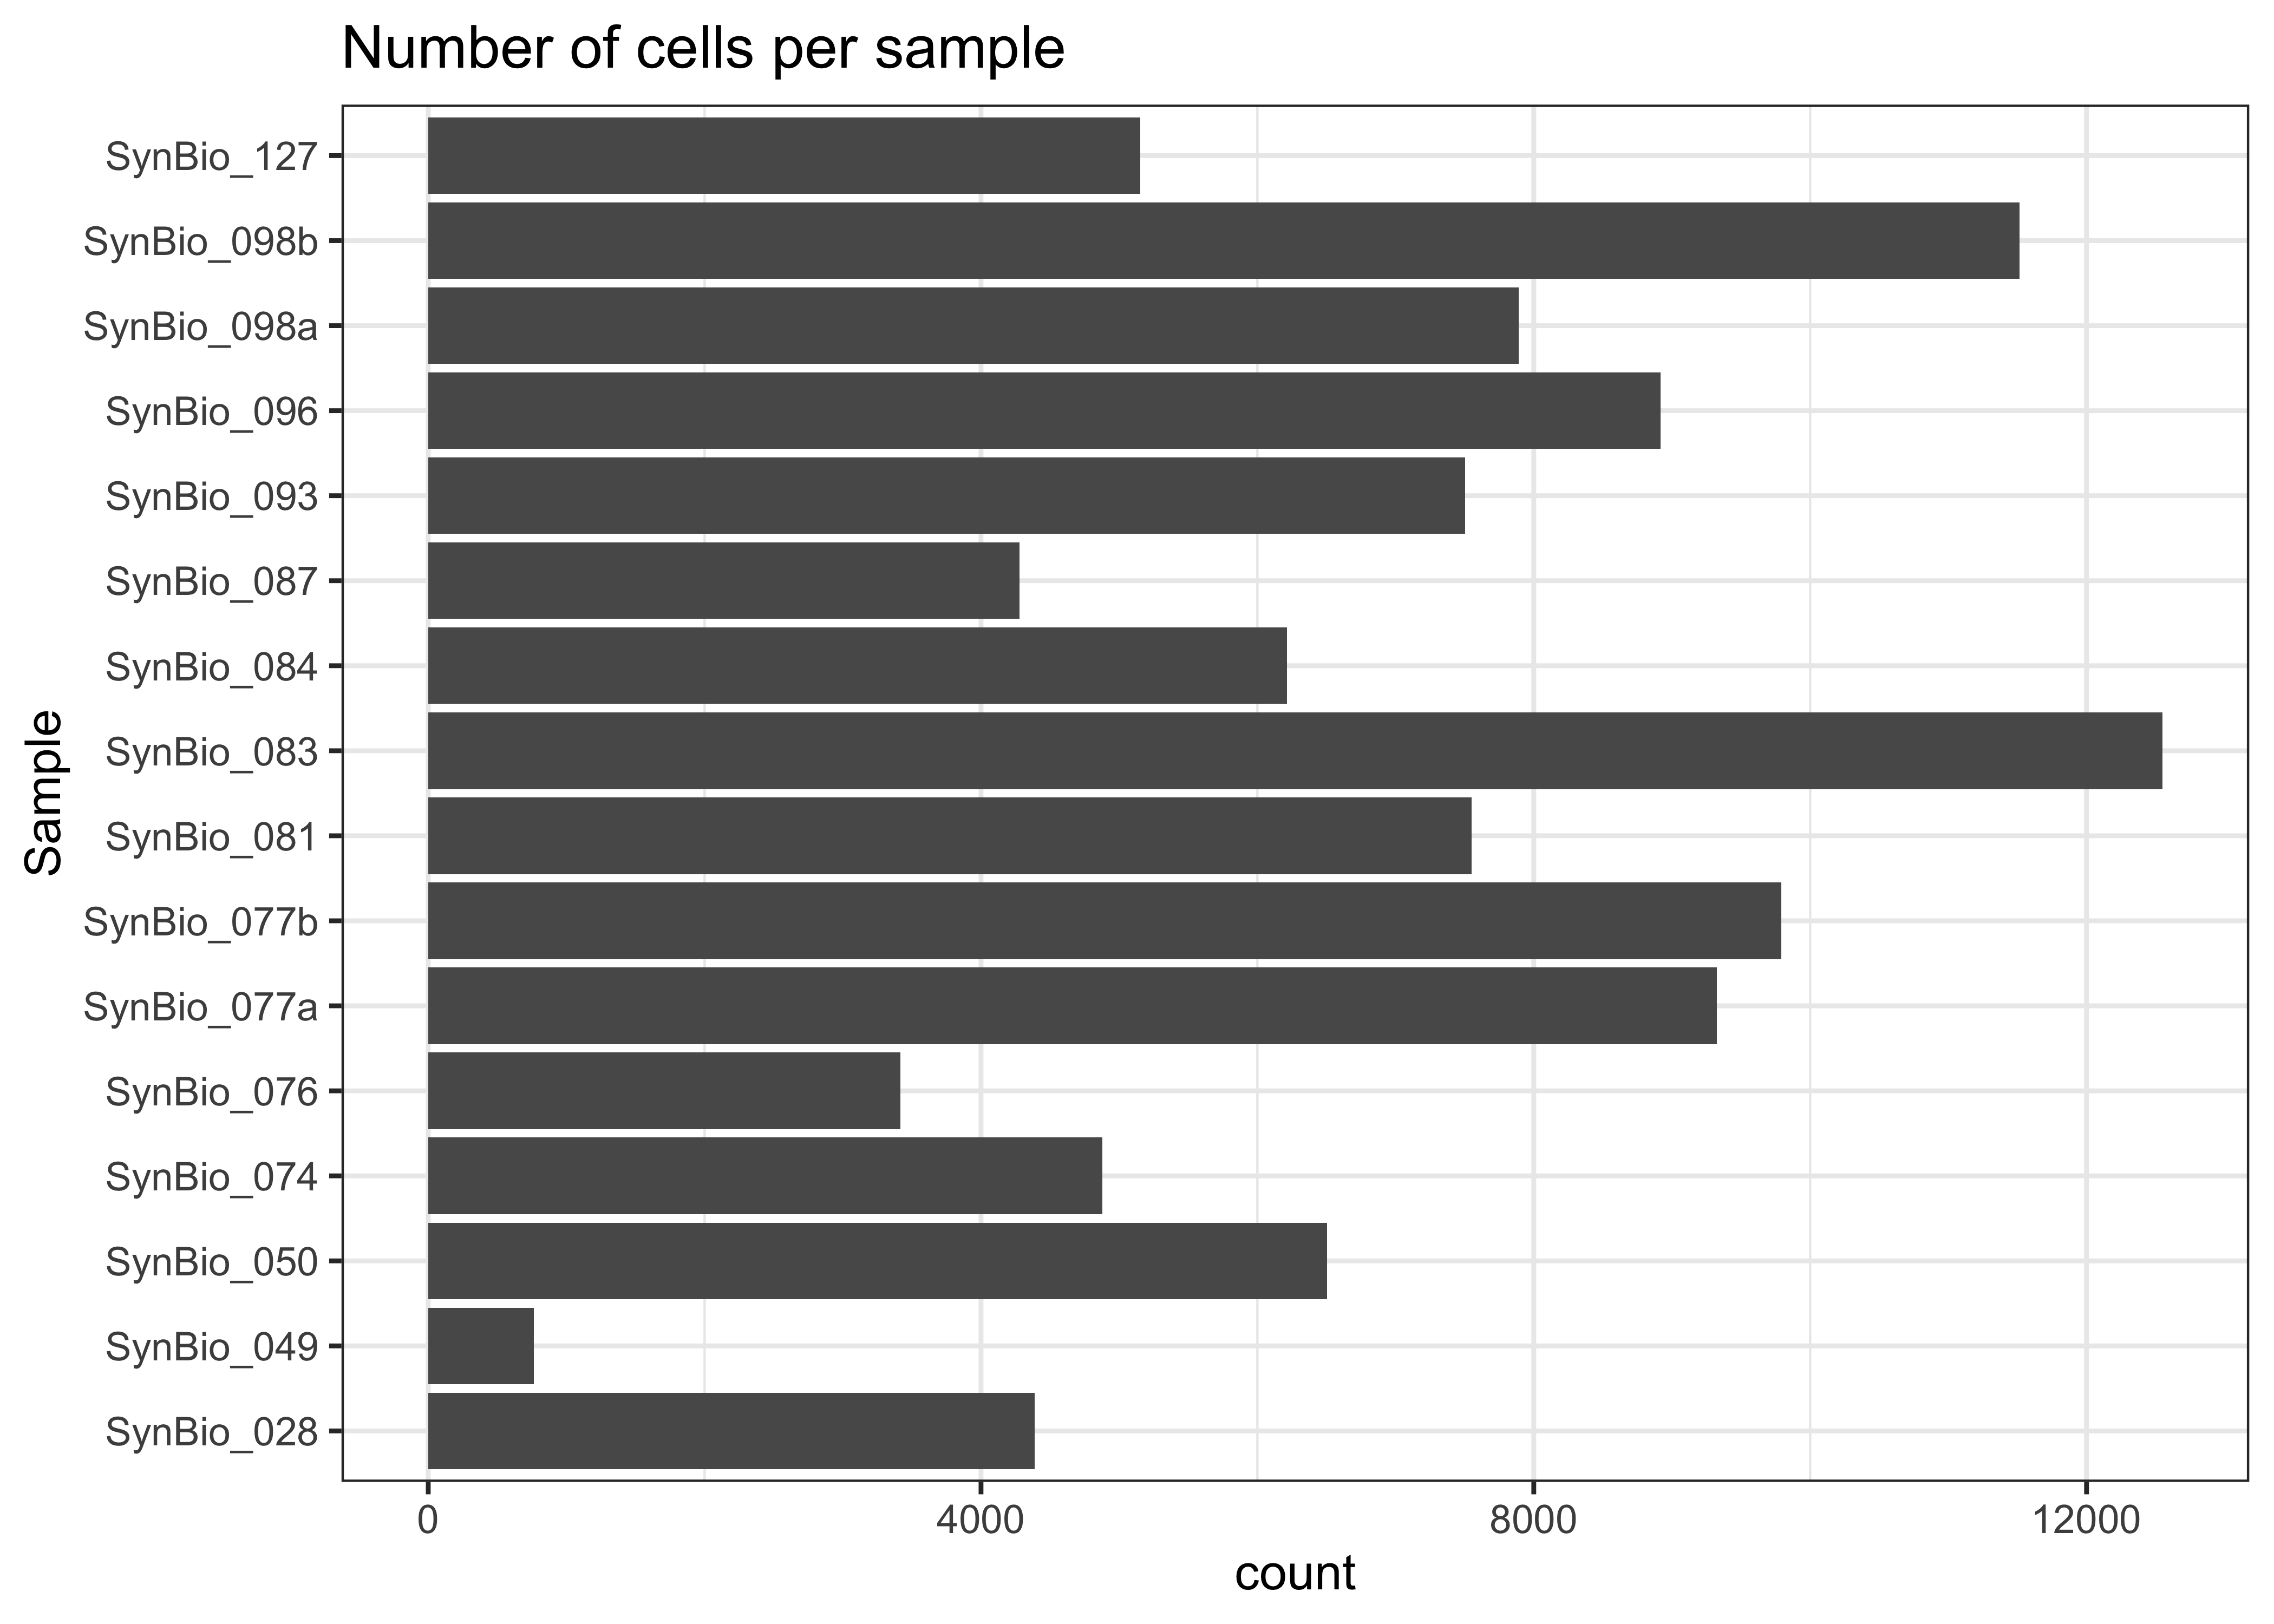 Number of cells per sample
SynBio_127
SynBio_098b
SynBio_098a
SynBio_096
SynBio_093
SynBio_087
SynBio_084
SynBio_083
SynBio_081
SynBio_077b
SynBio_077a
SynBio_076
SynBio_074
SynBio_050
SynBio_049
SynBio_028
Sample
0 4000 8000 12000
count